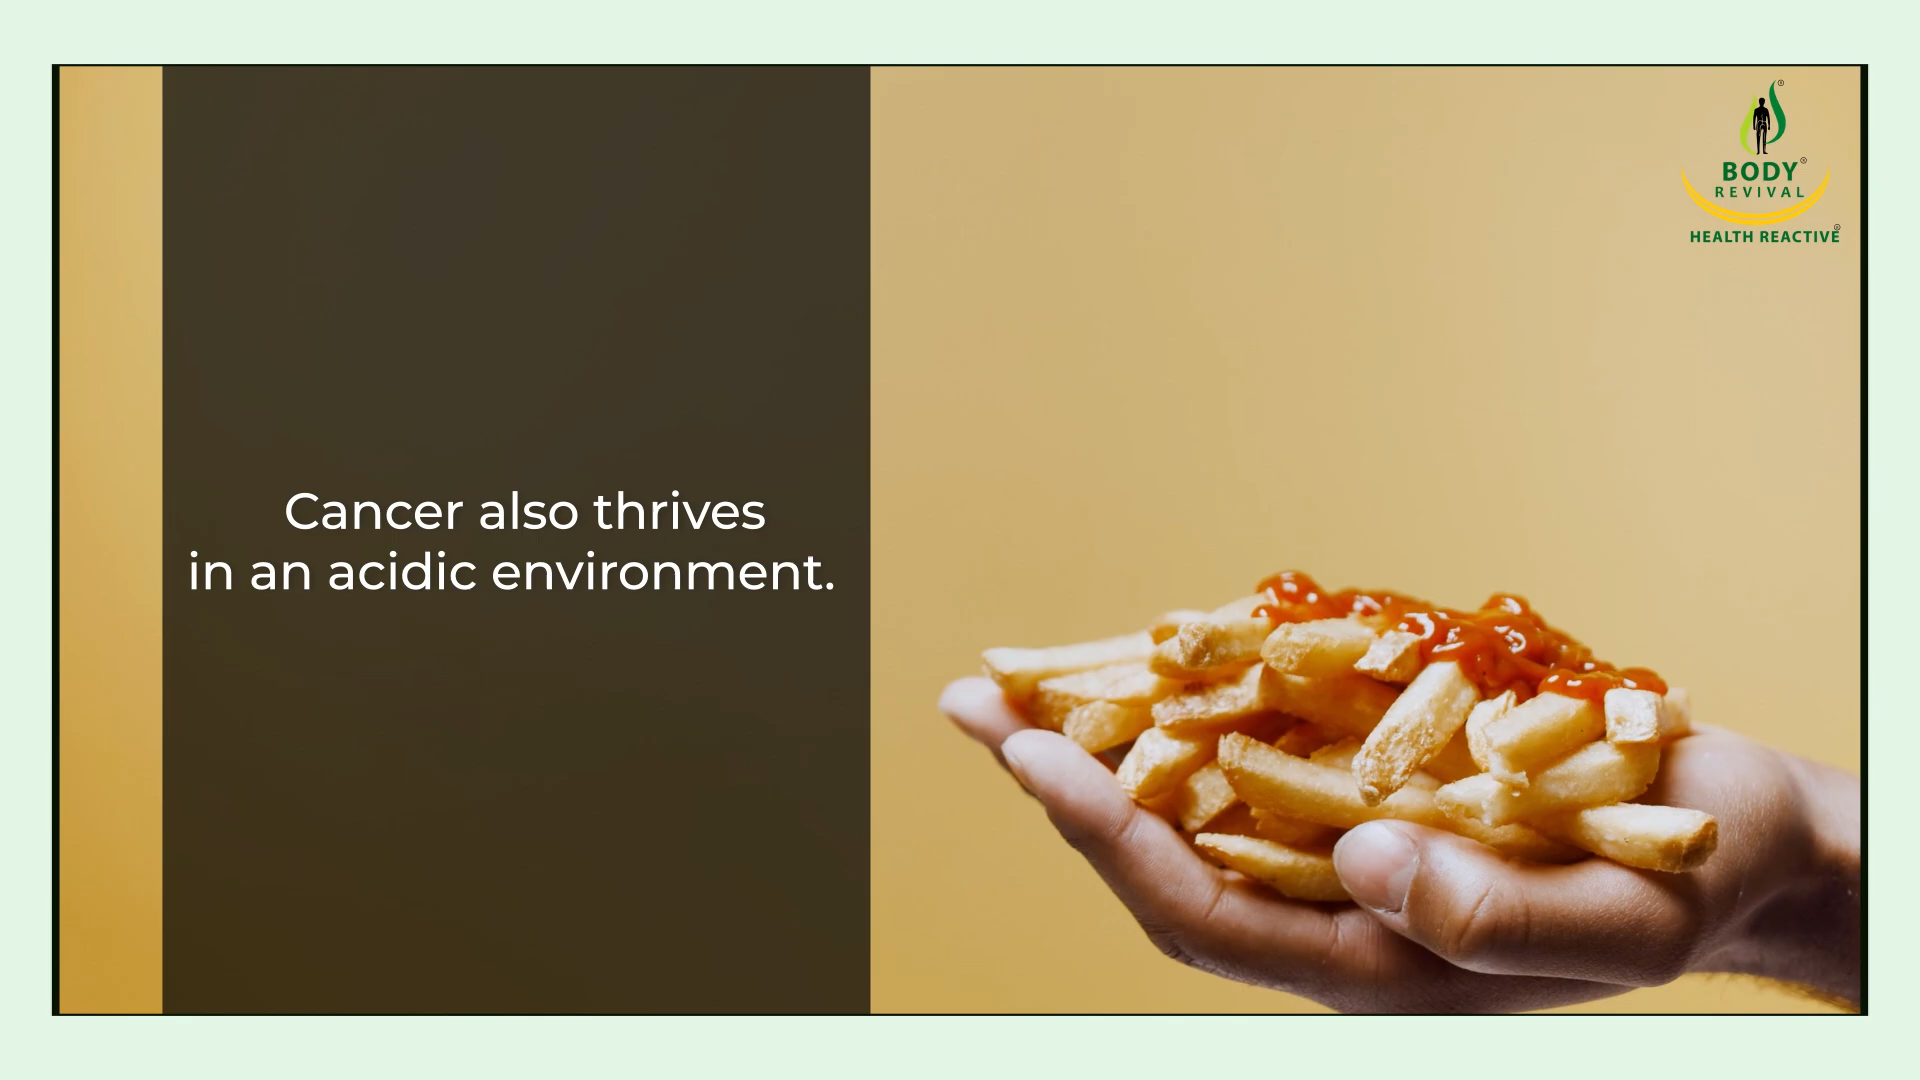 Cancer also thrives
in an acidic environment.
BODY®
REVIVAL
HEALTH REACTIVE®